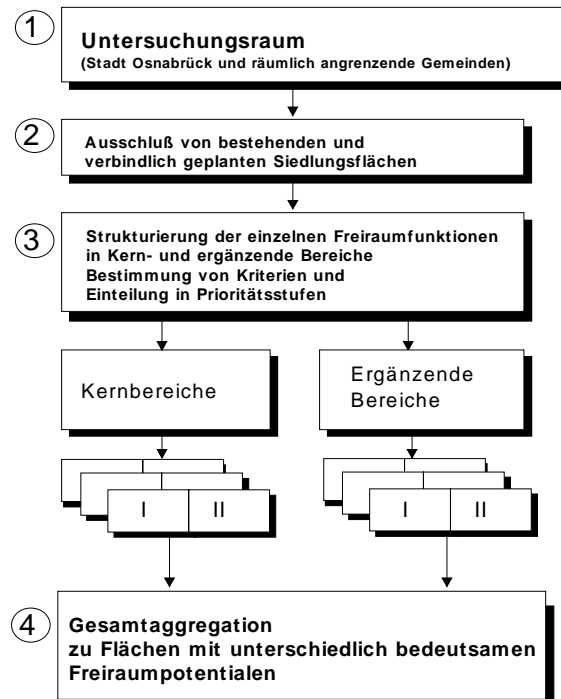 1
Untersuchungsraum
(Stadt Osnabrück und räumlich angrenzende Gemeinden)
2
Ausschluß von bestehenden und
verbindlich geplanten Siedlungsflächen
3
Strukturierung der einzelnen Freiraumfunktionen
in Kern- und ergänzende Bereiche
Bestimmung von Kriterien und
Einteilung in Prioritätsstufen
Kernbereiche
Ergänzende
Bereiche
I II
I II
4
Gesamtaggregation
zu Flächen mit unterschiedlich bedeutsamen
Freiraumpotentialen